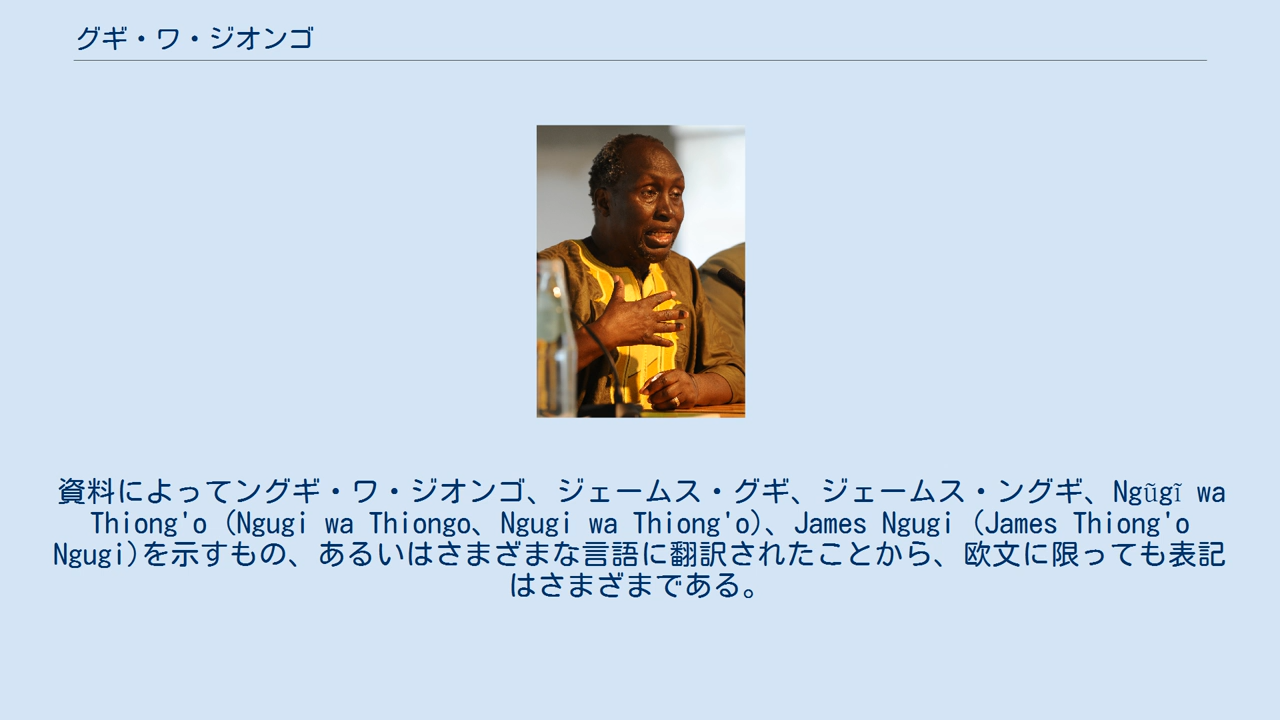 グギ・ワ・ジオンゴ
資料によってングギ・ワ・ジオンゴ、ジェームス・グギ、ジェームス・ングギ、Ngũgĩ wa
Thiong'o (Ngugi wa Thiongo、Ngugi wa Thiong'o)、James Ngugi (James Thiong'o
Ngugi)を示すもの、あるいはさまざまな言語に翻訳されたことから、欧文に限っても表記
はさまざまである。